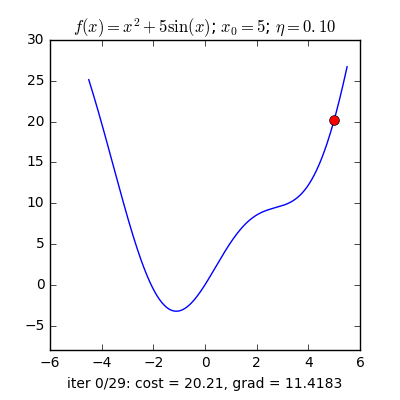 f(x) = x² + 5sin(x); x₀ = 5; η = 0.10
30
25
20
15
10
5
0
−5
−6 −4 −2 0 2 4 6
iter 0/29: cost = 20.21, grad = 11.4183